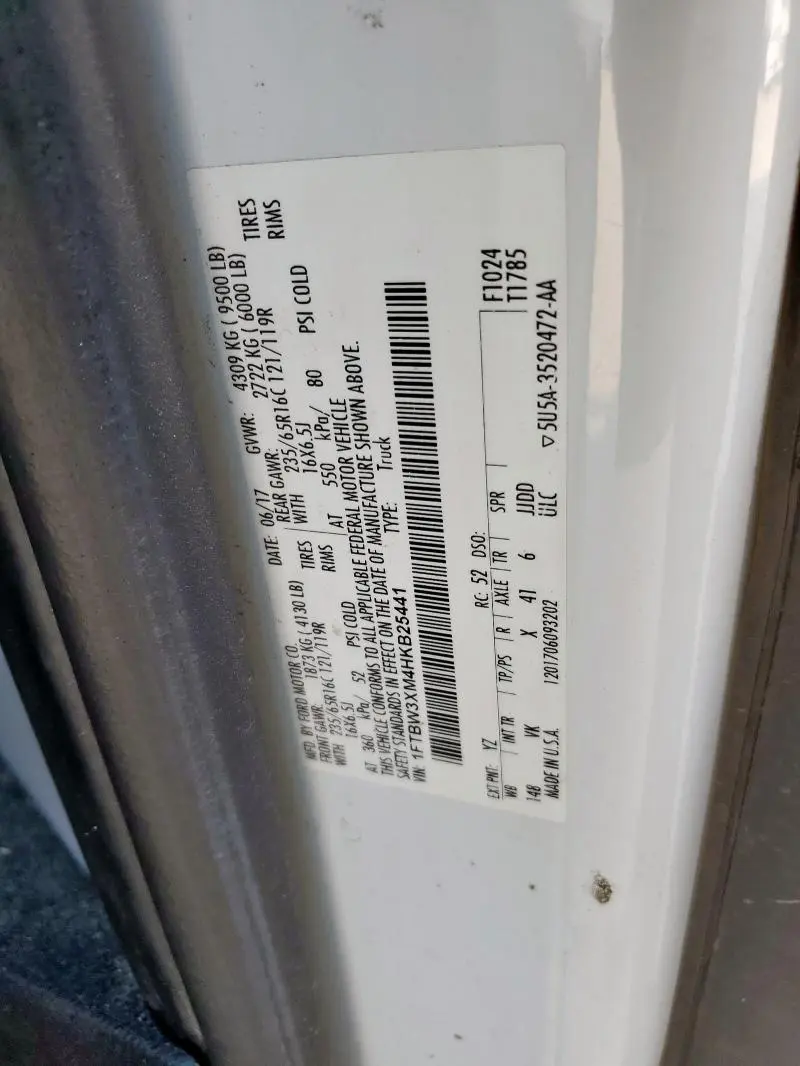 MFD. BY FORD MOTOR CO.
DATE: 06/17 GVWR: 4309 KG ( 9500 LB)
FRONT GAWR: 1873 KG ( 4130 LB) REAR GAWR: 2722 KG ( 6000 LB)
WITH 235/65R16C 121/119R TIRES WITH 235/65R16C 121/119R TIRES
16X6.5J RIMS 16X6.5J RIMS
AT 360 kPa/ 52 PSI COLD AT 550 kPa/ 80 PSI COLD
THIS VEHICLE CONFORMS TO ALL APPLICABLE FEDERAL MOTOR VEHICLE
SAFETY STANDARDS IN EFFECT ON THE DATE OF MANUFACTURE SHOWN ABOVE.
VIN: 1FTBW3XM4HKB25441 TYPE: Truck
EXT PNT: YZ RC: 52 DSO:
WB INT TR TP/PS R AXLE TR SPR F1024
148 VK X 41 6 JJDD T1785
MADE IN U.S.A. 1201706093202 ULC ▽5U5A-3520472-AA